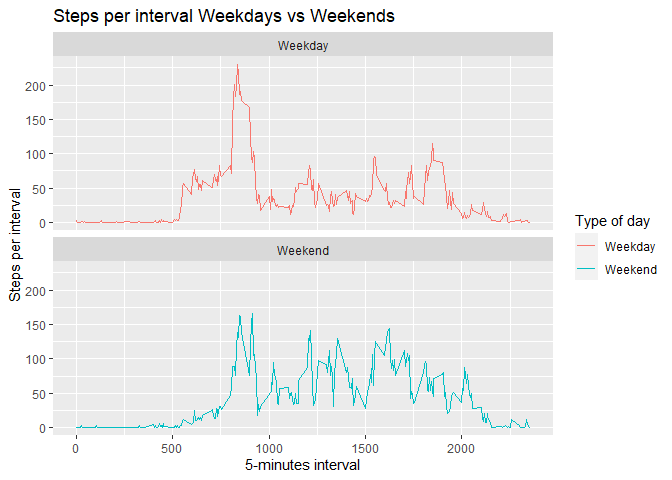 Steps per interval Weekdays vs Weekends
Weekday
200
150
100
50
0
Weekend
200
150
100
50
0
0 500 1000 1500 2000
5-minutes interval
Steps per interval
Type of day
Weekday
Weekend